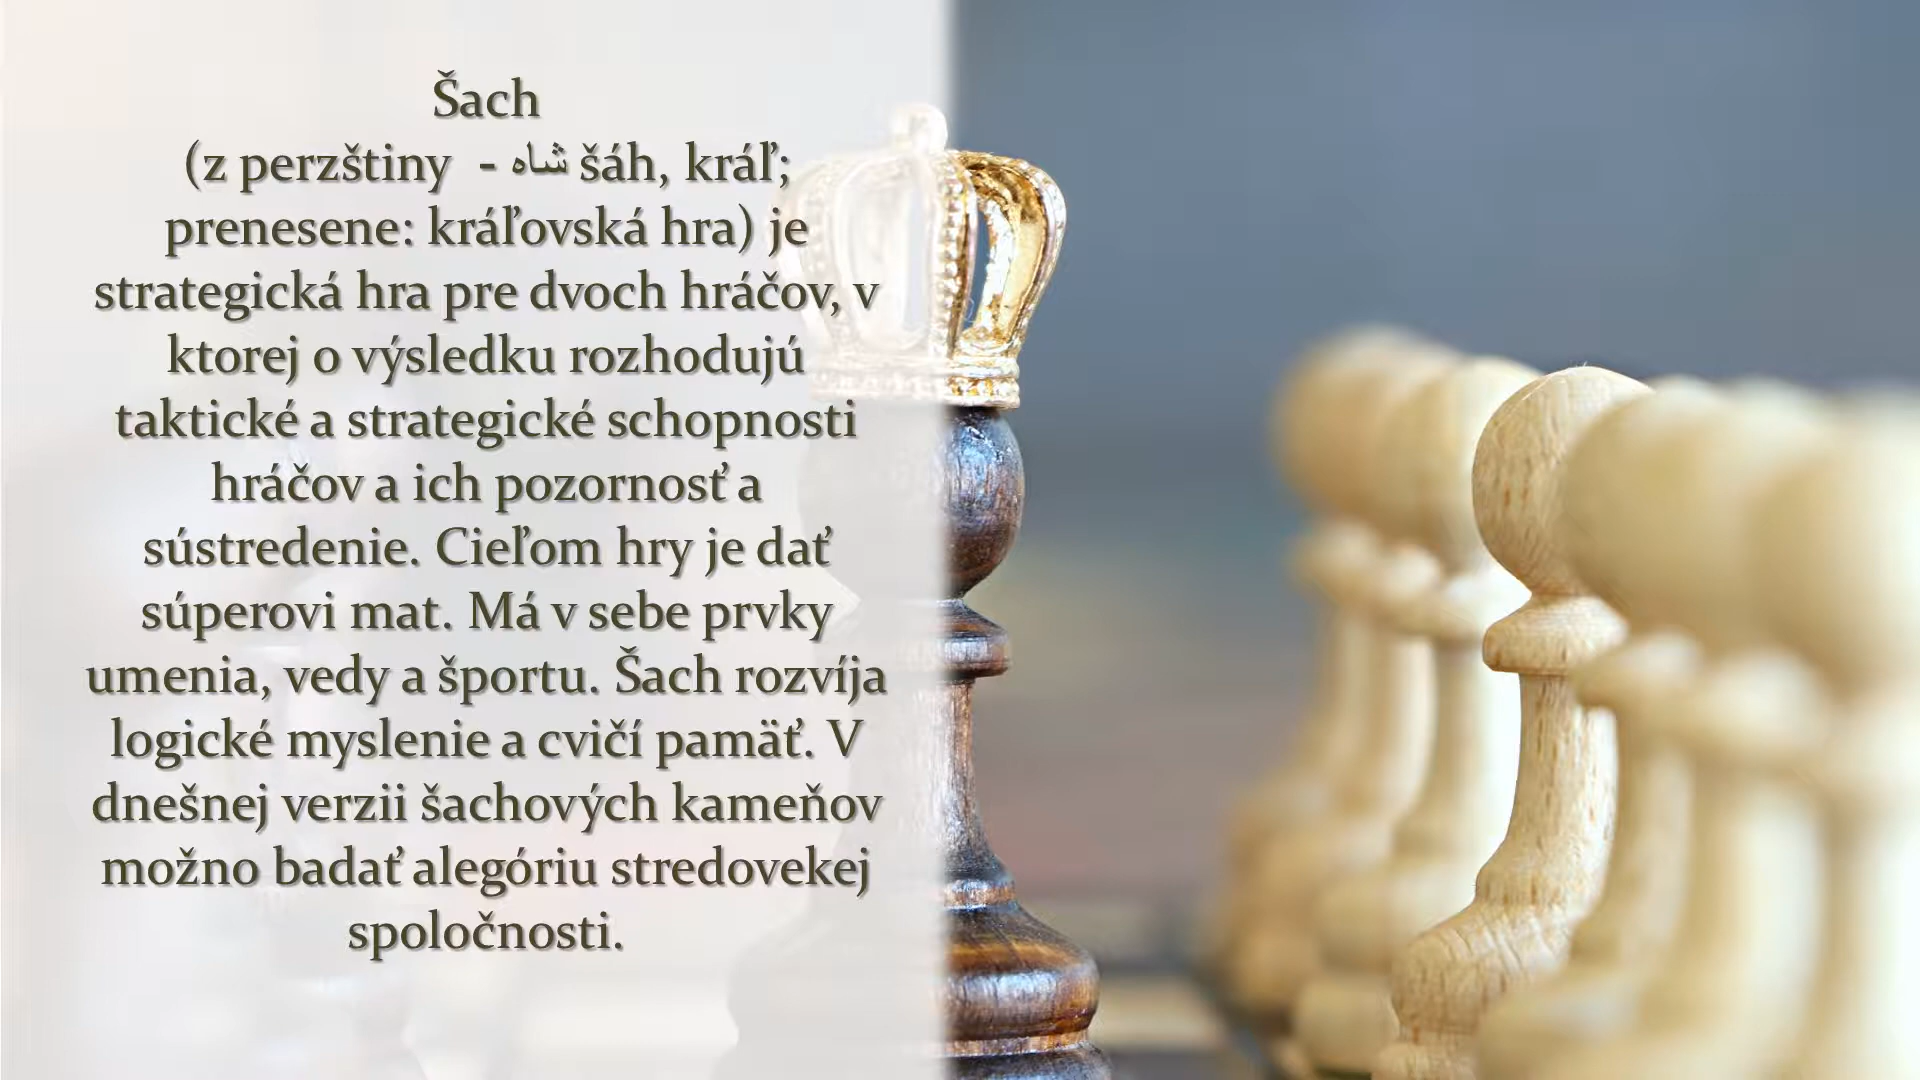 Šach
(z perzštiny - شاه šáh, kráľ;
prenesene: kráľovská hra) je
strategická hra pre dvoch hráčov, v
ktorej o výsledku rozhodujú
taktické a strategické schopnosti
hráčov a ich pozornosť a
sústredenie. Cieľom hry je dať
súperovi mat. Má v sebe prvky
umenia, vedy a športu. Šach rozvíja
logické myslenie a cvičí pamäť. V
dnešnej verzii šachových kameňov
možno badať alegóriu stredovekej
spoločnosti.